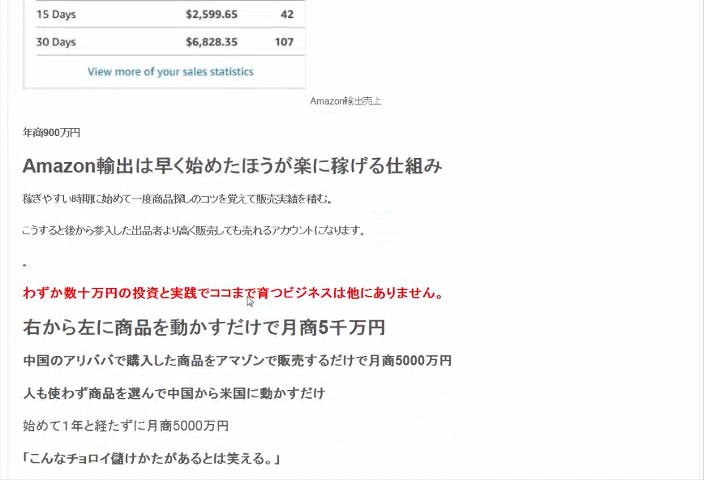 15 Days $2,599.65 42
30 Days $6,828.35 107
View more of your sales statistics
Amazon輸出売上
年商900万円
Amazon輸出は早く始めたほうが楽に稼げる仕組み
稼ぎやすい時期に始めて一度商品探しのコツを覚えて販売実績を積む。
こうすると後から参入した出品者より高く販売しても売れるアカウントになります。
。
わずか数十万円の投資と実践でココまで育つビジネスは他にありません。
右から左に商品を動かすだけで月商5千万円
中国のアリババで購入した商品をアマゾンで販売するだけで月商5000万円
人も使わず商品を選んで中国から米国に動かすだけ
始めて１年と経たずに月商5000万円
「こんなチョロイ儲けかたがあるとは笑える。」